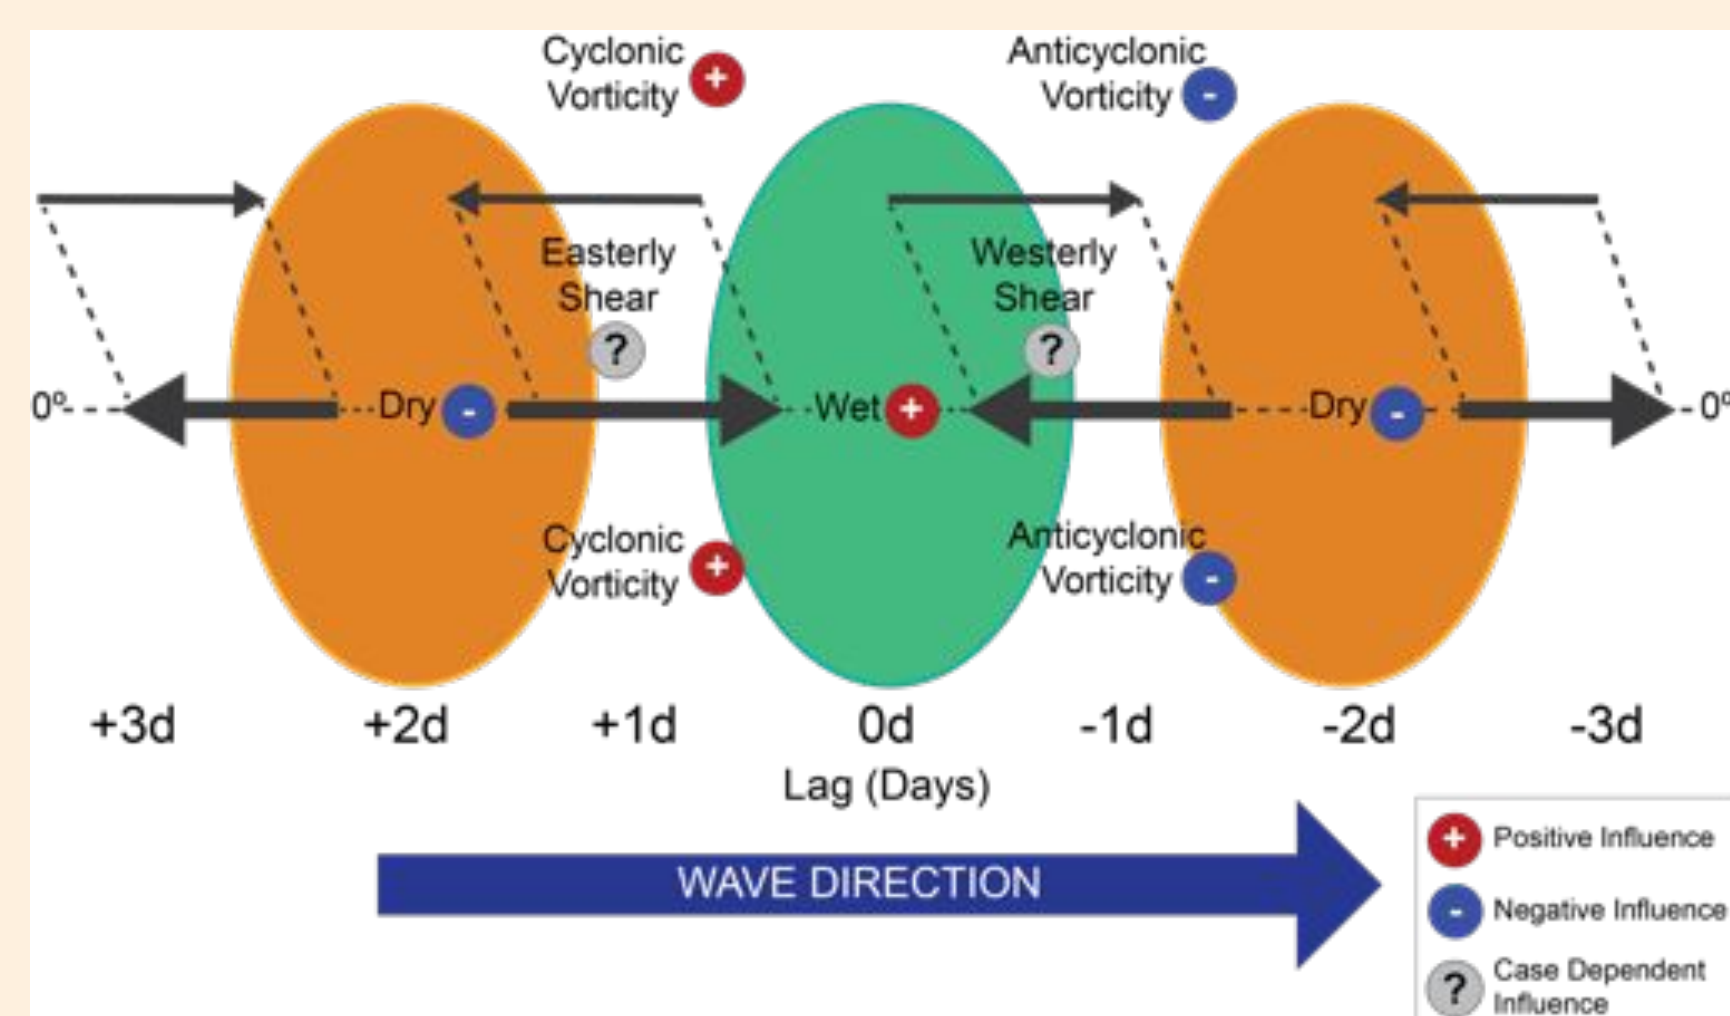 Cyclonic
Vorticity +
Anticyclonic
Vorticity -
Easterly
Shear
?
Westerly
Shear
?
0º Dry - Wet + Dry - 0º
Cyclonic
Vorticity +
Anticyclonic
Vorticity -
+3d +2d +1d 0d -1d -2d -3d
Lag (Days)
WAVE DIRECTION
+ Positive Influence
- Negative Influence
? Case Dependent
Influence